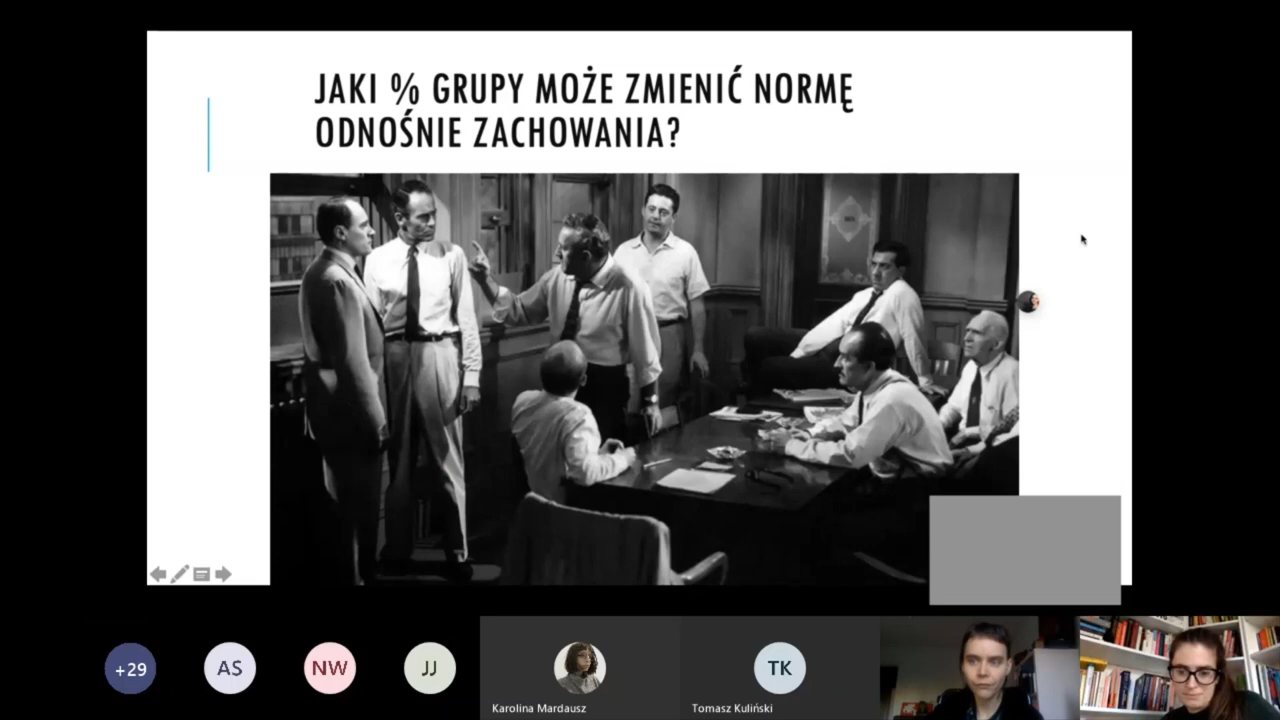 JAKI % GRUPY MOŻE ZMIENIĆ NORMĘ
ODNOŚNIE ZACHOWANIA?
+29
AS
NW
JJ
TK
Karolina Mardausz
Tomasz Kuliński